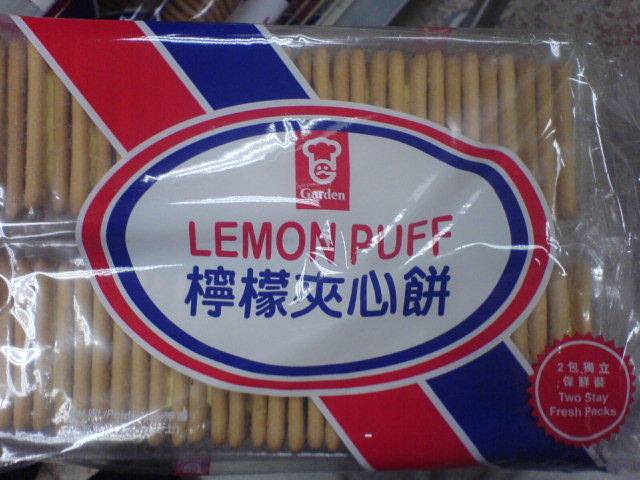 Garden
LEMON PUFF
檸檬夾心餅
2包獨立
保鮮裝
Two Stay
Fresh Packs